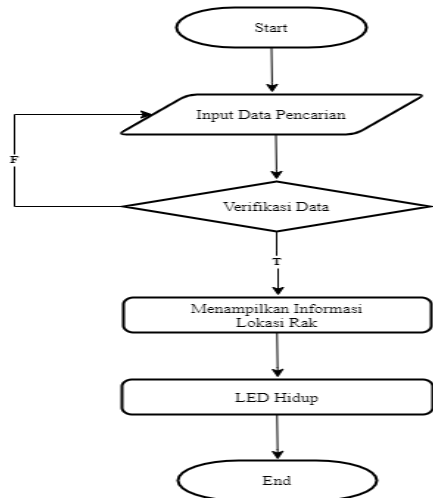 Start
Input Data Pencarian
F
Verifikasi Data
T
Menampilkan Informasi
Lokasi Rak
LED Hidup
End